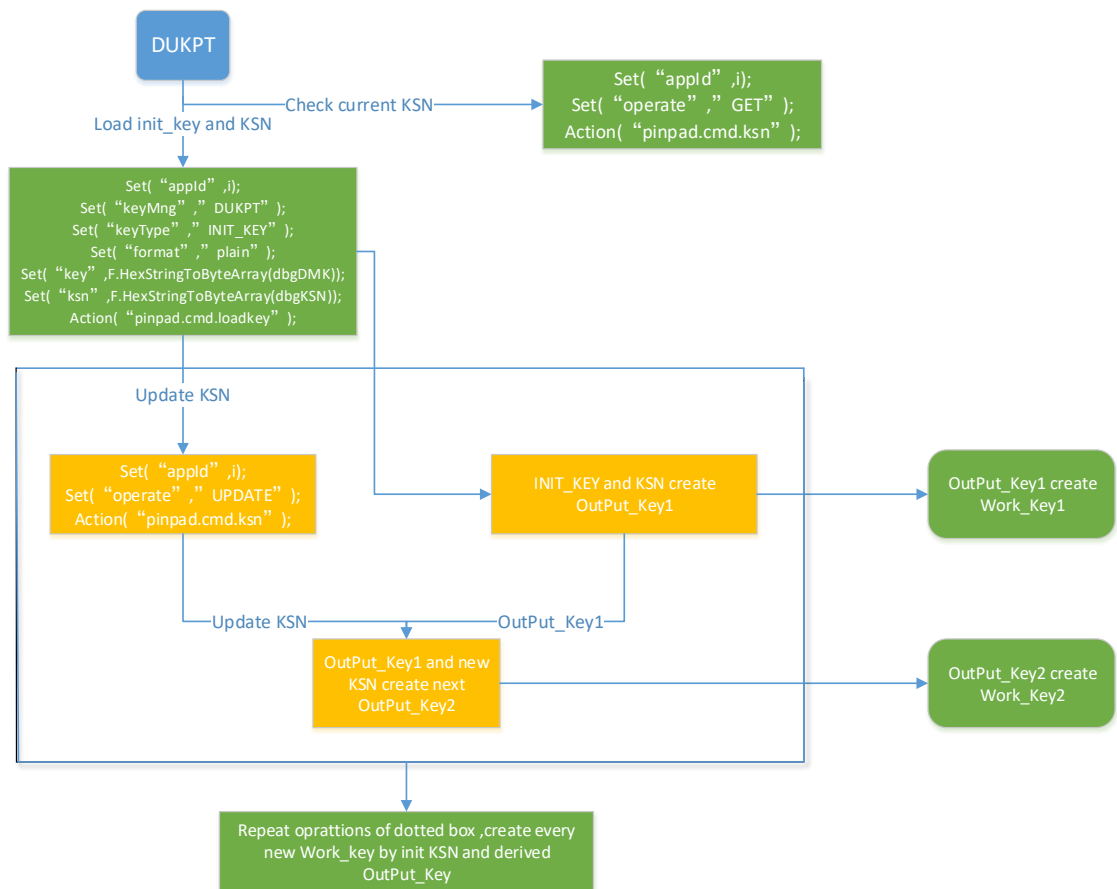 DUKPT
Check current KSN
Set( “appId” ,i);
Set( “operate” ,” GET” );
Action( “pinpad.cmd.ksn” );
Load init_key and KSN
Set( “appId” ,i);
Set( “keyMng” ,” DUKPT” );
Set( “keyType” ,” INIT_KEY” );
Set( “format” ,” plain” );
Set( “key” ,F.HexStringToByteArray(dbgDMK));
Set( “ksn” ,F.HexStringToByteArray(dbgKSN));
Action( “pinpad.cmd.loadkey” );
Update KSN
Set( “appId” ,i);
Set( “operate” ,” UPDATE” );
Action( “pinpad.cmd.ksn” );
INIT_KEY and KSN create
OutPut_Key1
OutPut_Key1 create
Work_Key1
Update KSN
OutPut_Key1
OutPut_Key1 and new
KSN create next
OutPut_Key2
OutPut_Key2 create
Work_Key2
Repeat oprattions of dotted box ,create every
new Work_key by init KSN and derived
OutPut_Key